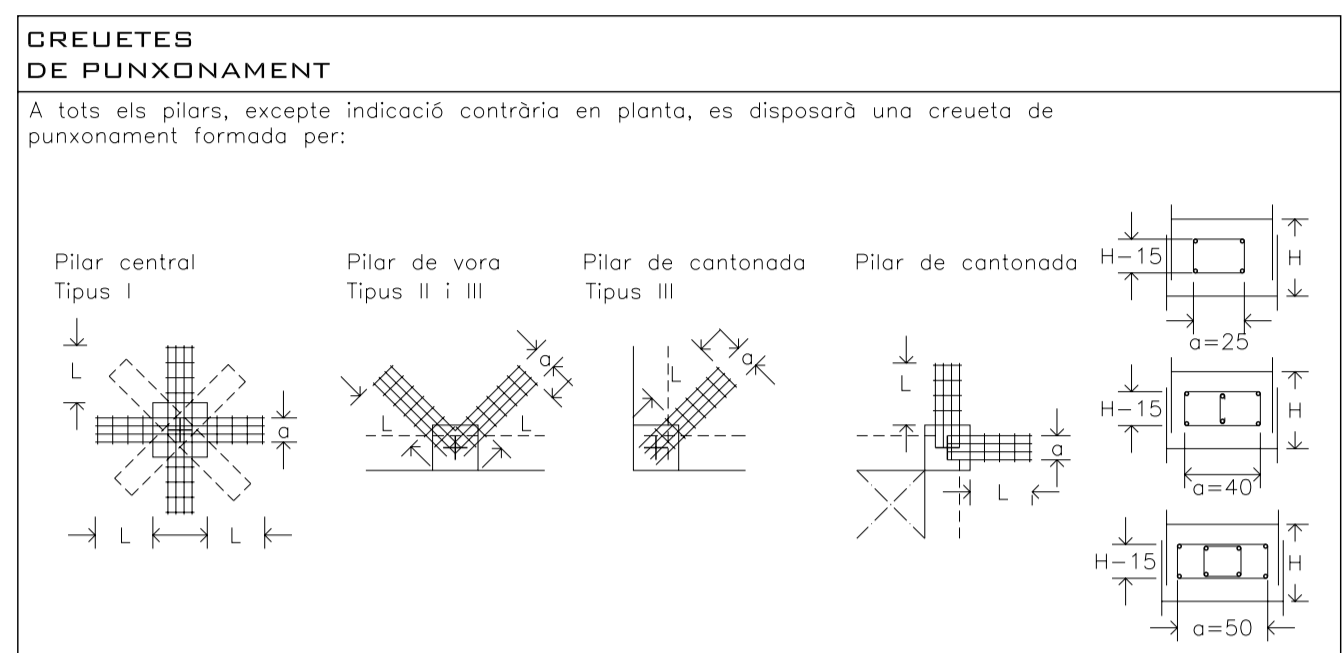 CREUETES
DE PUNXONAMENT
A tots els pilars, excepte indicació contrària en planta, es disposarà una creueta de
punxonament formada per:
Pilar central
Tipus I
L
a
L
L
Pilar de vora
Tipus II i III
a
L
L
Pilar de cantonada
Tipus III
a
L
Pilar de cantonada
L
a
L
H-15
H
a=25
H-15
H
a=40
H-15
H
a=50